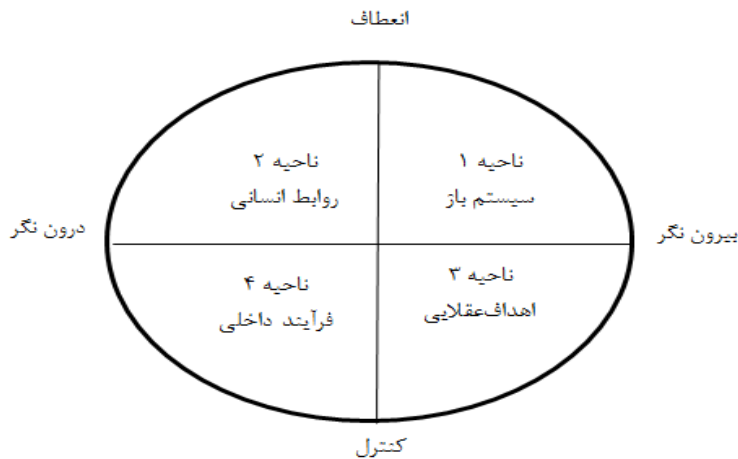 انعطاف
ناحیه ۱
سیستم باز
ناحیه ۲
روابط انسانی
بیرون نگر
درون نگر
ناحیه ۳
اهداف‌عقلایی
ناحیه ۴
فرآیند داخلی
کنترل